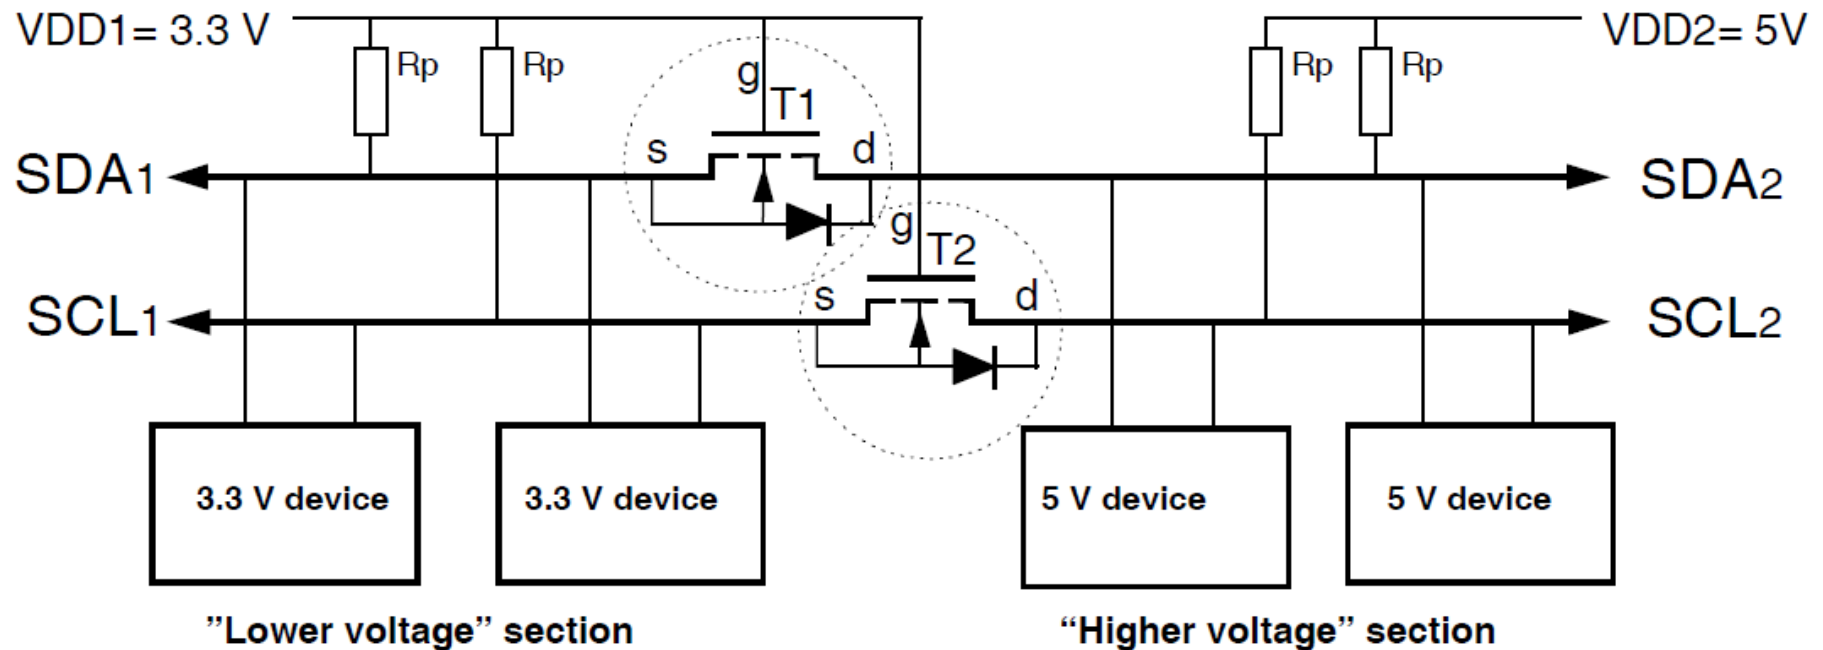 VDD1= 3.3 V
VDD2= 5V
Rp
Rp
Rp
Rp
g
T1
s
d
SDA1
SDA2
g
T2
s
d
SCL1
SCL2
3.3 V device
3.3 V device
5 V device
5 V device
”Lower voltage” section
“Higher voltage” section